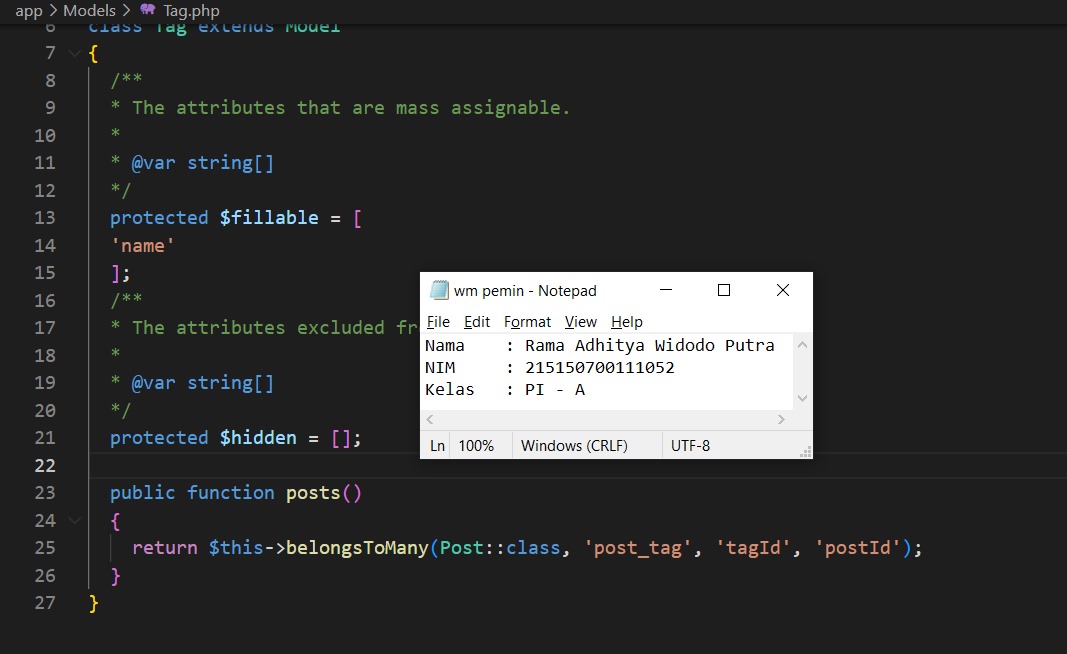 app > Models > Tag.php
6 class Tag extends Model
7 {
8 /**
9 * The attributes that are mass assignable.
10 *
11 * @var string[]
12 */
13 protected $fillable = [
14 'name'
15 ];
16 /**
17 * The attributes excluded fr
18 *
19 * @var string[]
20 */
21 protected $hidden = [];
22
23 public function posts()
24 {
25 return $this->belongsToMany(Post::class, 'post_tag', 'tagId', 'postId');
26 }
27 }
wm pemin - Notepad
File Edit Format View Help
Nama : Rama Adhitya Widodo Putra
NIM : 215150700111052
Kelas : PI - A
Ln 100% Windows (CRLF) UTF-8